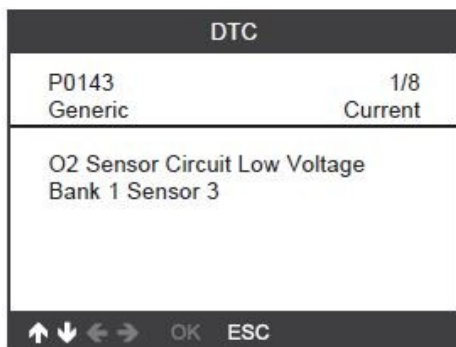 DTC
P0143 1/8
Generic Current
O2 Sensor Circuit Low Voltage
Bank 1 Sensor 3
OK ESC